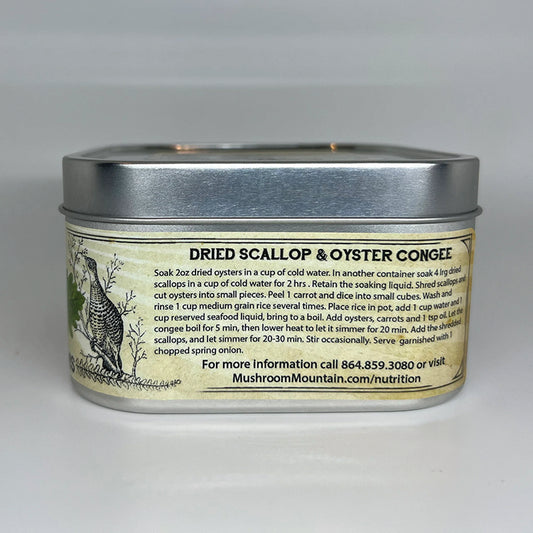 DRIED SCALLOP & OYSTER CONGEE
Soak 2oz dried oysters in a cup of cold water. In another container soak 4 lrg dried
scallops in a cup of cold water for 2 hrs . Retain the soaking liquid. Shred scallops and
cut oysters into small pieces. Peel 1 carrot and dice into small cubes. Wash and
rinse 1 cup medium grain rice several times. Place rice in pot, add 1 cup water and 1
cup reserved seafood liquid, bring to a boil. Add oysters, carrots and 1 tsp oil. Let the
congee boil for 5 min, then lower heat to let it simmer for 20 min. Add the shredded
scallops, and let simmer for 20-30 min. Stir occasionally. Serve garnished with 1
chopped spring onion.
For more information call 864.859.3080 or visit
MushroomMountain.com/nutrition